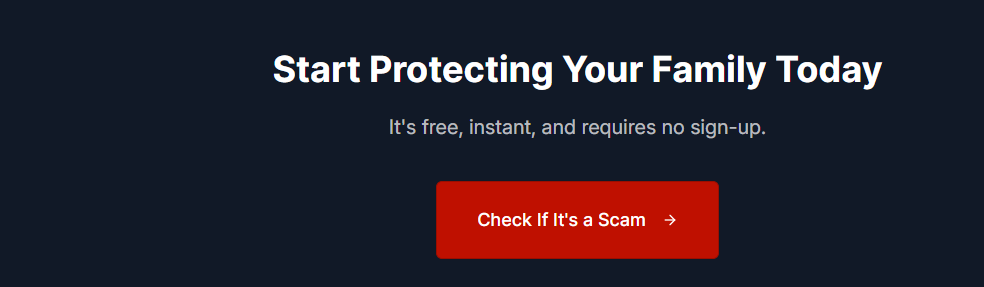 Start Protecting Your Family Today
It's free, instant, and requires no sign-up.
Check If It's a Scam →